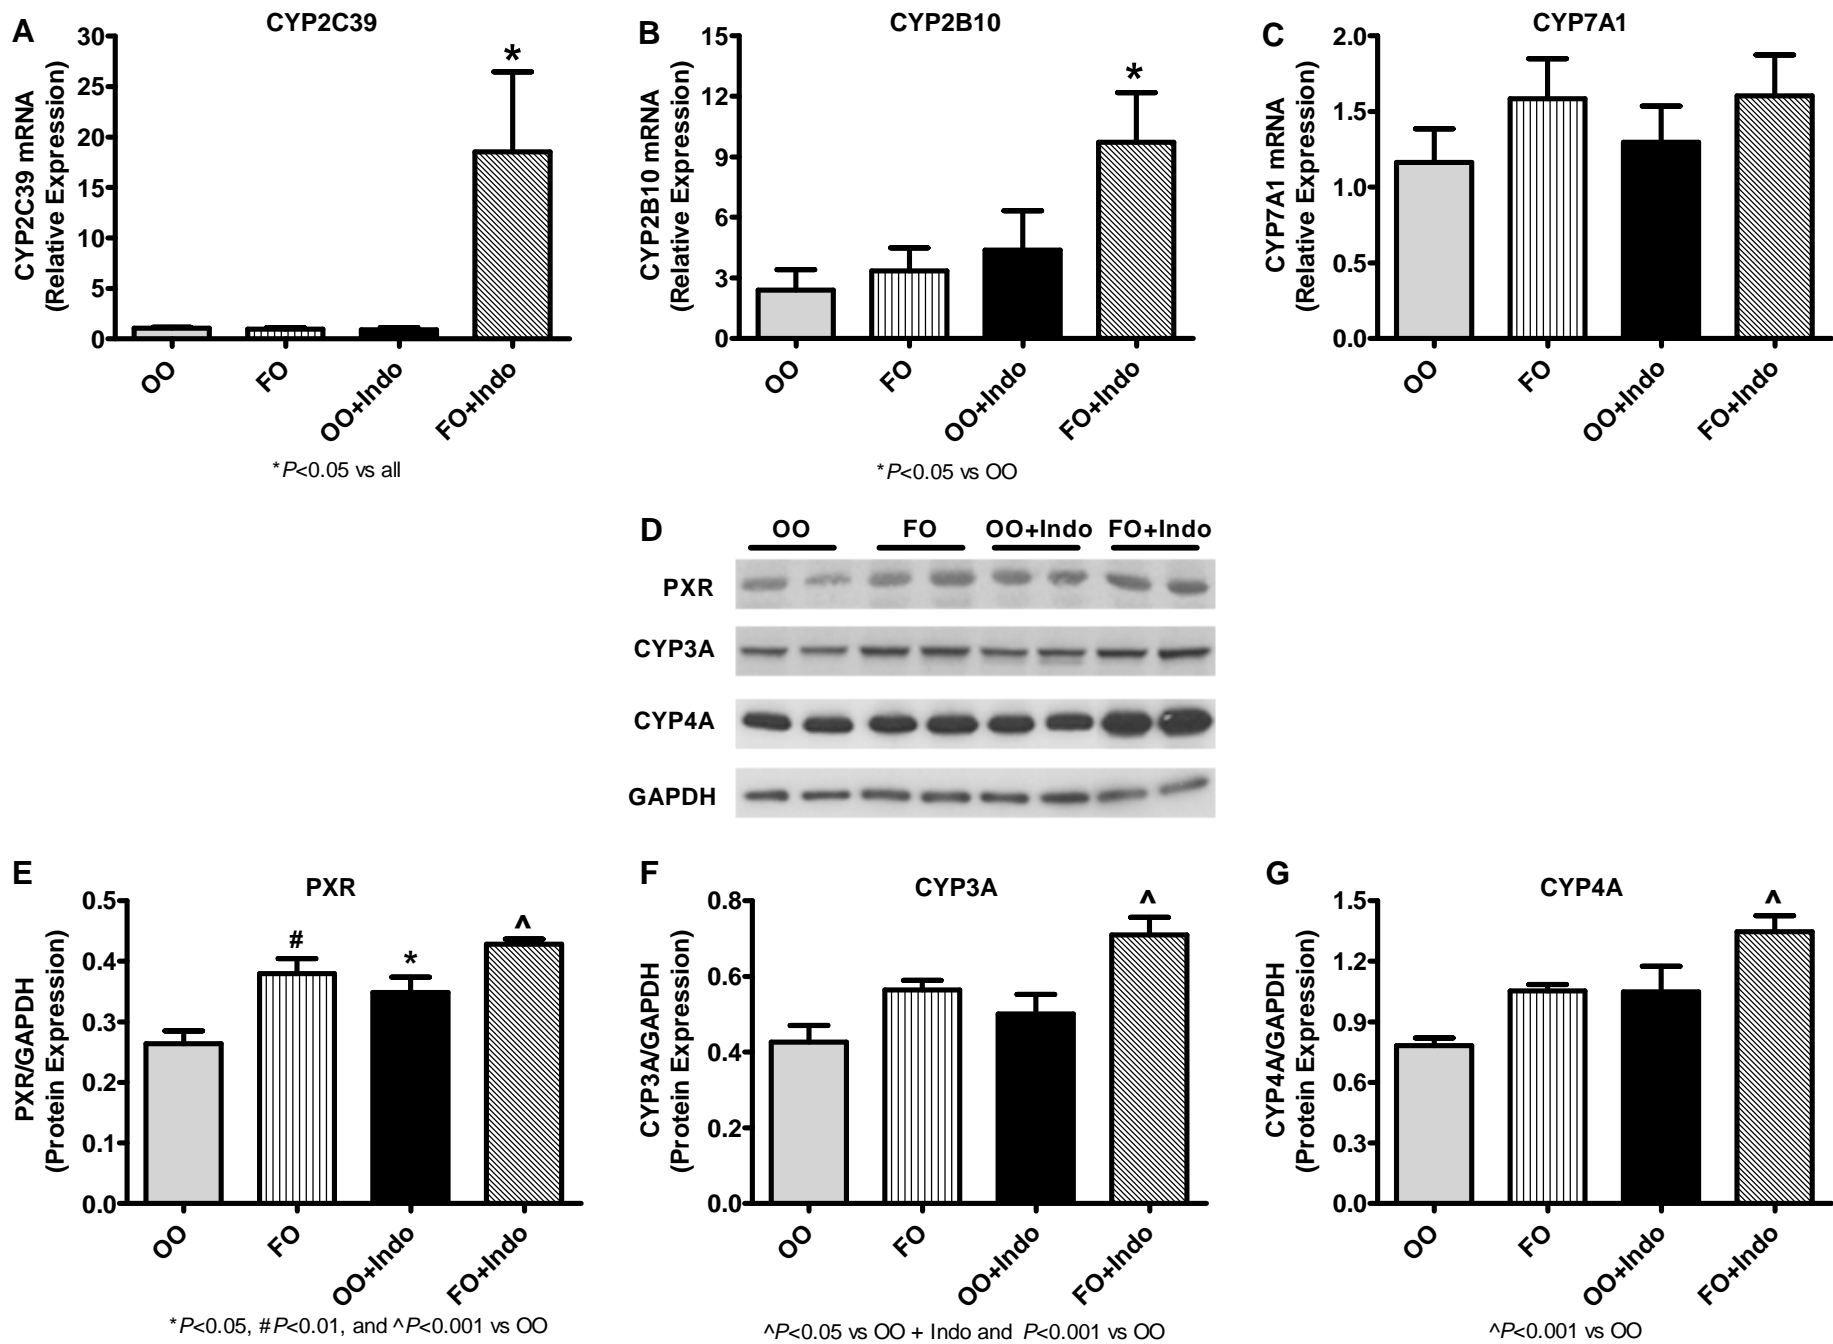 A
CYP2C39
CYP2C39 mRNA
(Relative Expression)
30
25
20
15
10
5
0
*
OO
FO
OO+Indo
FO+Indo
*P<0.05 vs all
B
CYP2B10
CYP2B10 mRNA
(Relative Expression)
15
12
9
6
3
0
*
OO
FO
OO+Indo
FO+Indo
*P<0.05 vs OO
C
CYP7A1
CYP7A1 mRNA
(Relative Expression)
2.0
1.5
1.0
0.5
0.0
OO
FO
OO+Indo
FO+Indo
D
OO FO OO+Indo FO+Indo
PXR
CYP3A
CYP4A
GAPDH
E
PXR
PXR/GAPDH
(Protein Expression)
0.5
0.4
0.3
0.2
0.1
0.0
# * ^
OO
FO
OO+Indo
FO+Indo
*P<0.05, #P<0.01, and ^P<0.001 vs OO
F
CYP3A
CYP3A/GAPDH
(Protein Expression)
0.8
0.6
0.4
0.2
0.0
^
OO
FO
OO+Indo
FO+Indo
^P<0.05 vs OO + Indo and P<0.001 vs OO
G
CYP4A
CYP4A/GAPDH
(Protein Expression)
1.5
1.2
0.9
0.6
0.3
0.0
^
OO
FO
OO+Indo
FO+Indo
^P<0.001 vs OO